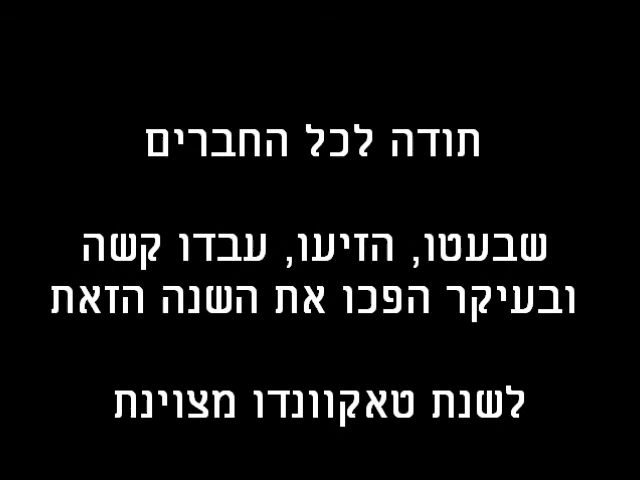 תודה לכל החברים
שבעטו, הזיעו, עבדו קשה
ובעיקר הפכו את השנה הזאת
לשנת טאקוונדו מצוינת